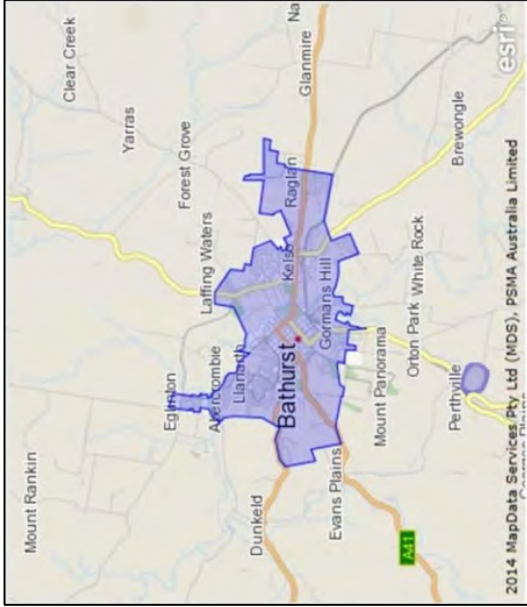 Clear Creek
Mount Rankin
Yarras
Forest Grove
Eglinton
Laffing Waters
Abercrombie
Llanarth
Dunkeld
Bathurst
Kelso
Raglan
Glanmire
Na
Gormans Hill
Evans Plains
Mount Panorama
Orton Park
White Rock
Brewongle
A41
Perthville
2014 MapData Services Pty Ltd (MDS), PSMA Australia Limited
esri